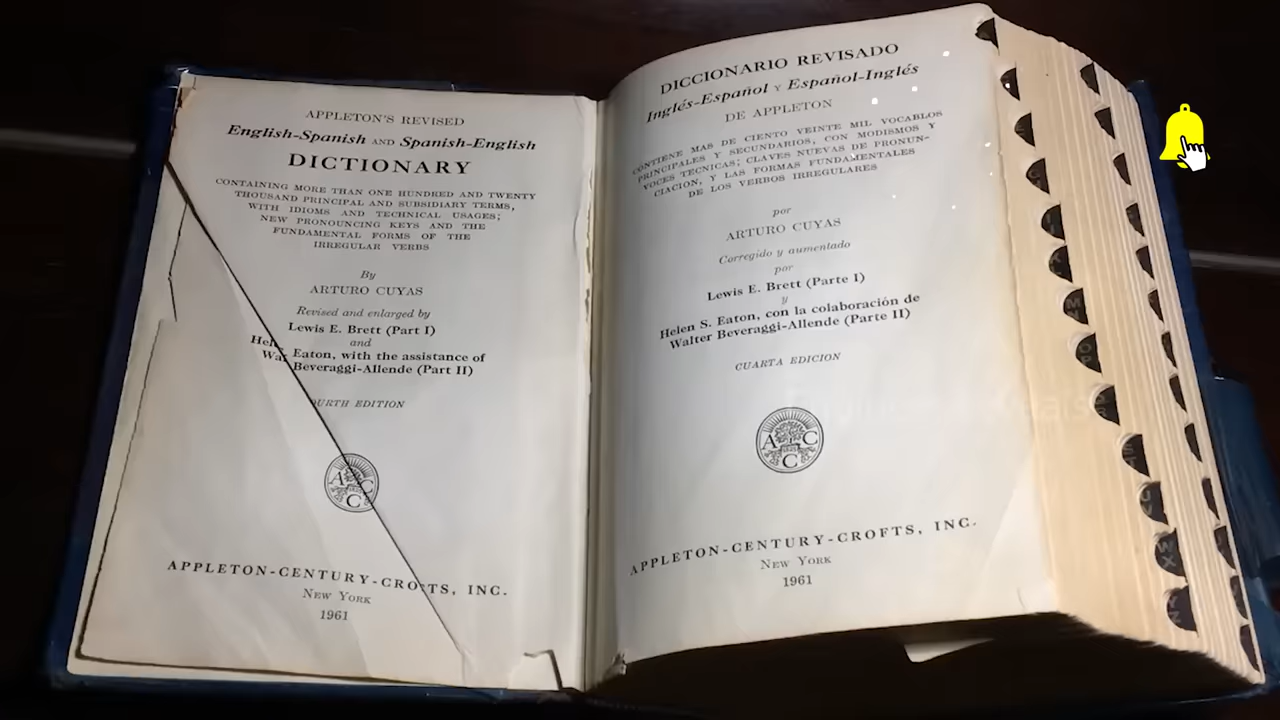 APPLETON'S REVISED
English-Spanish AND Spanish-English
DICTIONARY
CONTAINING MORE THAN ONE HUNDRED AND TWENTY
THOUSAND PRINCIPAL AND SUBSIDIARY TERMS,
WITH IDIOMS AND TECHNICAL USAGES;
NEW PRONOUNCING KEYS AND THE
FUNDAMENTAL FORMS OF THE
IRREGULAR VERBS
By
ARTURO CUYAS
Revised and enlarged by
Lewis E. Brett (Part I)
and
Eaton, with the assistance of
Beveraggi-Allende (Part II)
FOURTH EDITION
A C C
APPLETON-CENTURY-CROFTS, INC.
NEW YORK
1961
DICCIONARIO REVISADO
Inglés-Español Y Español-Inglés
DE APPLETON
CONTIENE MAS DE CIENTO VEINTE MIL VOCABLOS
PRINCIPALES Y SECUNDARIOS, CON MODISMOS Y
VOCES TECNICAS; CLAVES NUEVAS DE PRONUN-
CIACION, Y LAS FORMAS FUNDAMENTALES
DE LOS VERBOS IRREGULARES
por
ARTURO CUYAS
Corregido y aumentado
por
Lewis E. Brett (Parte I)
y
Helen S. Eaton, con la colaboración de
Walter Beveraggi-Allende (Parte II)
CUARTA EDICION
A C C
APPLETON-CENTURY-CROFTS, INC.
NEW YORK
1961